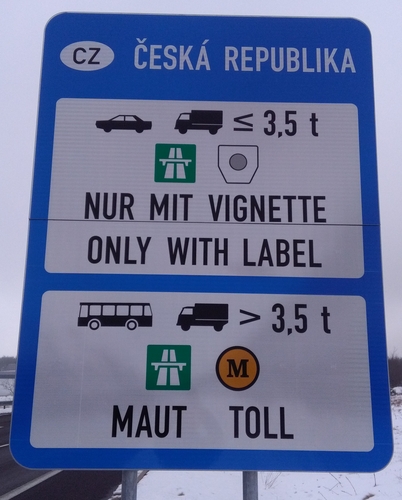 CZ ČESKÁ REPUBLIKA
≤ 3,5 t
NUR MIT VIGNETTE
ONLY WITH LABEL
> 3,5 t
M
MAUT TOLL